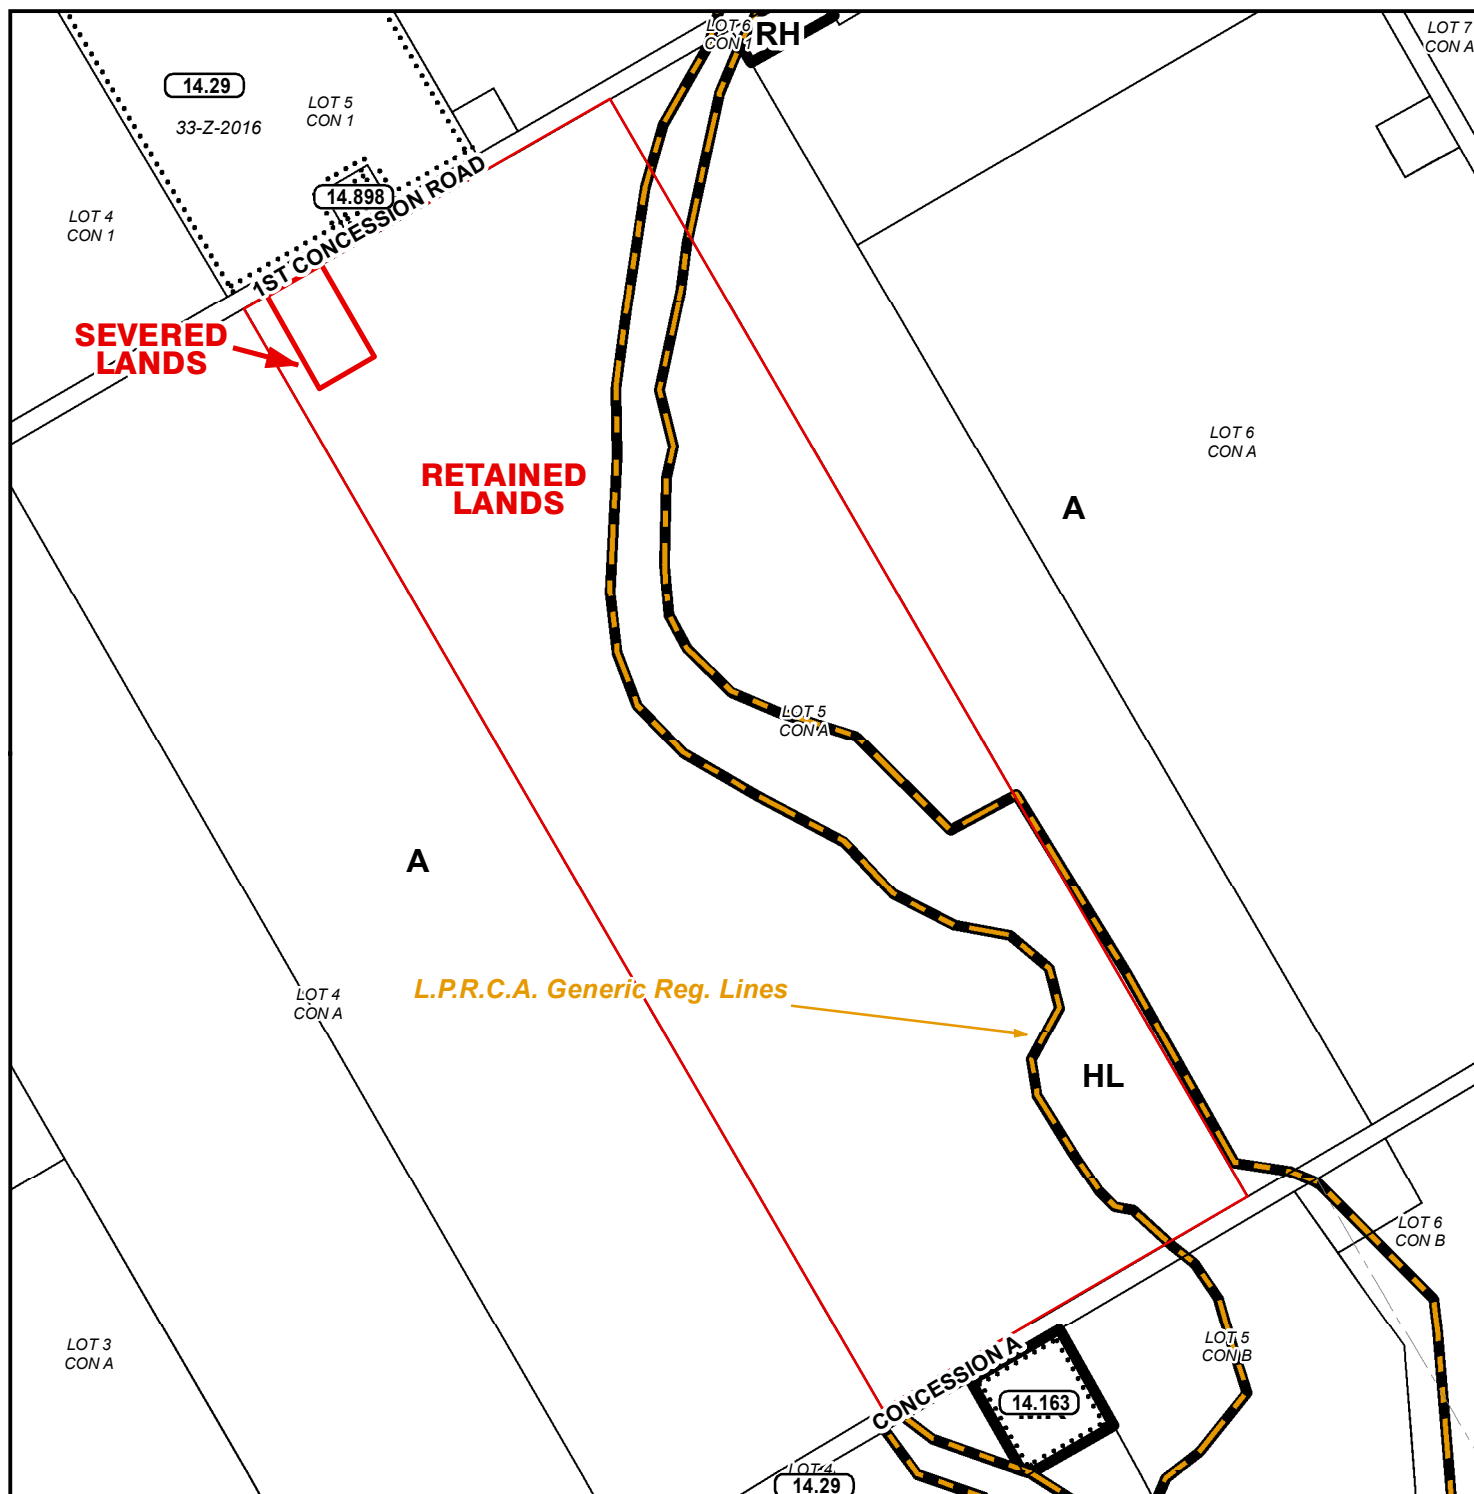 LOT 6
CON 1
RH
LOT 7
CON A
14.29
33-Z-2016
LOT 5
CON 1
14.898
LOT 4
CON 1
1ST CONCESSION ROAD
SEVERED
LANDS
RETAINED
LANDS
LOT 6
CON A
A
LOT 5
CON A
A
LOT 4
CON A
L.P.R.C.A. Generic Reg. Lines
HL
LOT 6
CON B
LOT 3
CON A
LOT 5
CON B
CONCESSION A
14.163
LOT 4
14.29